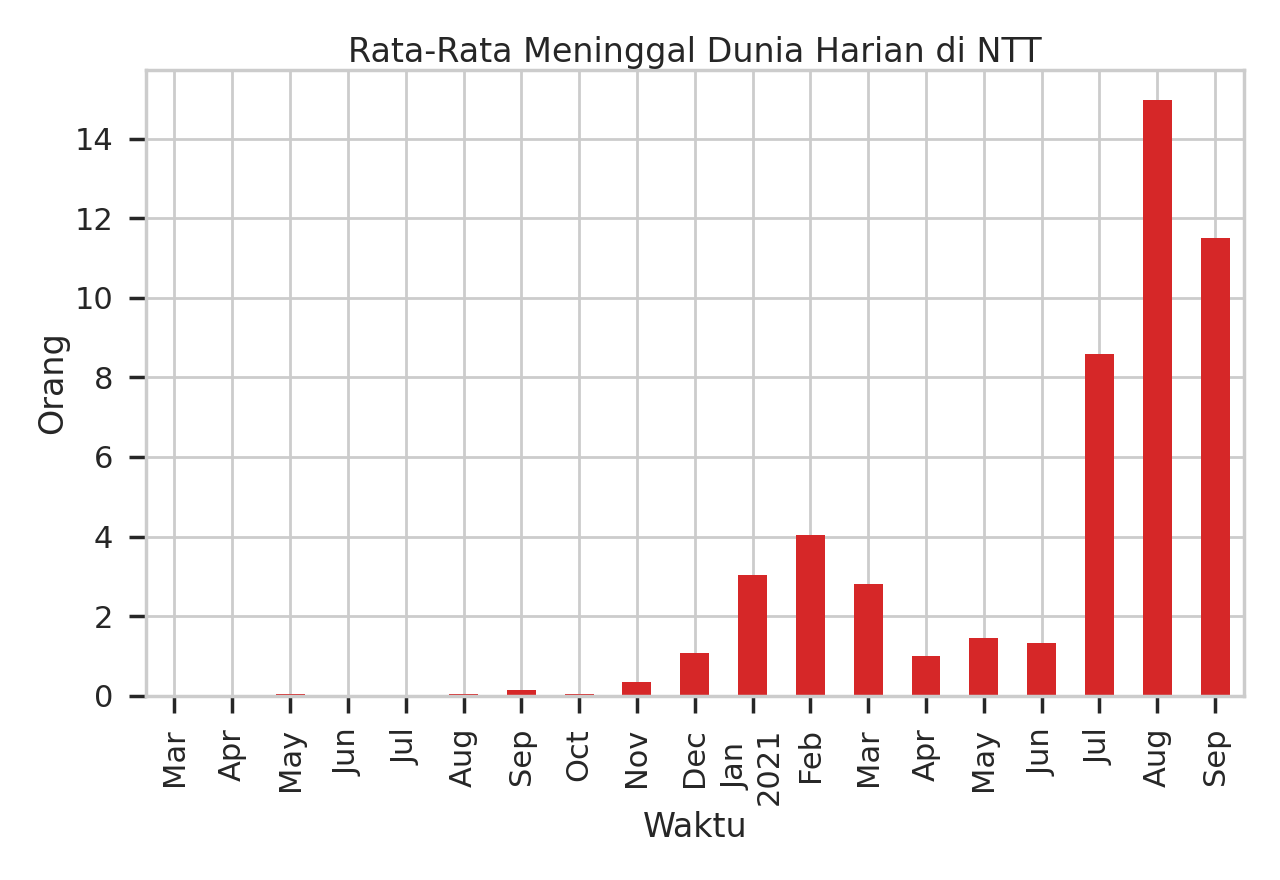 Rata-Rata Meninggal Dunia Harian di NTT
14
12
10
8
6
4
2
0
Orang
Mar
Apr
May
Jun
Jul
Aug
Sep
Oct
Nov
Dec
Jan
2021
Feb
Mar
Apr
May
Jun
Jul
Aug
Sep
Waktu